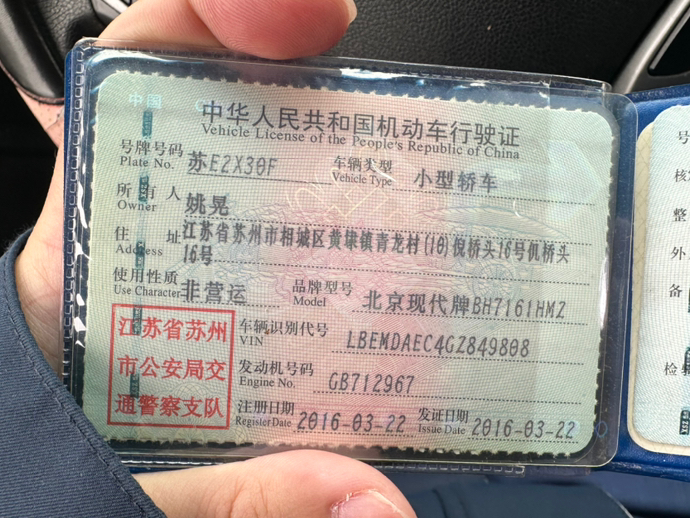 中国
中华人民共和国机动车行驶证
Vehicle License of the People's Republic of China
号牌号码 苏E2X30F 车辆类型 小型轿车
Plate No. Vehicle Type
所有人 姚晃
Owner
住址 江苏省苏州市相城区黄埭镇青龙村(10)倪桥头16号倪桥头
Address 16号
使用性质 非营运 品牌型号 北京现代牌BH7161HMZ
Use Character Model
江苏省苏州
市公安局交
通警察支队
车辆识别代号 LBEMDAEC4GZ849808
VIN
发动机号码 GB712967
Engine No.
注册日期 2016-03-22 发证日期 2016-03-22
Register Date Issue Date
号
核
整
外
备
检验